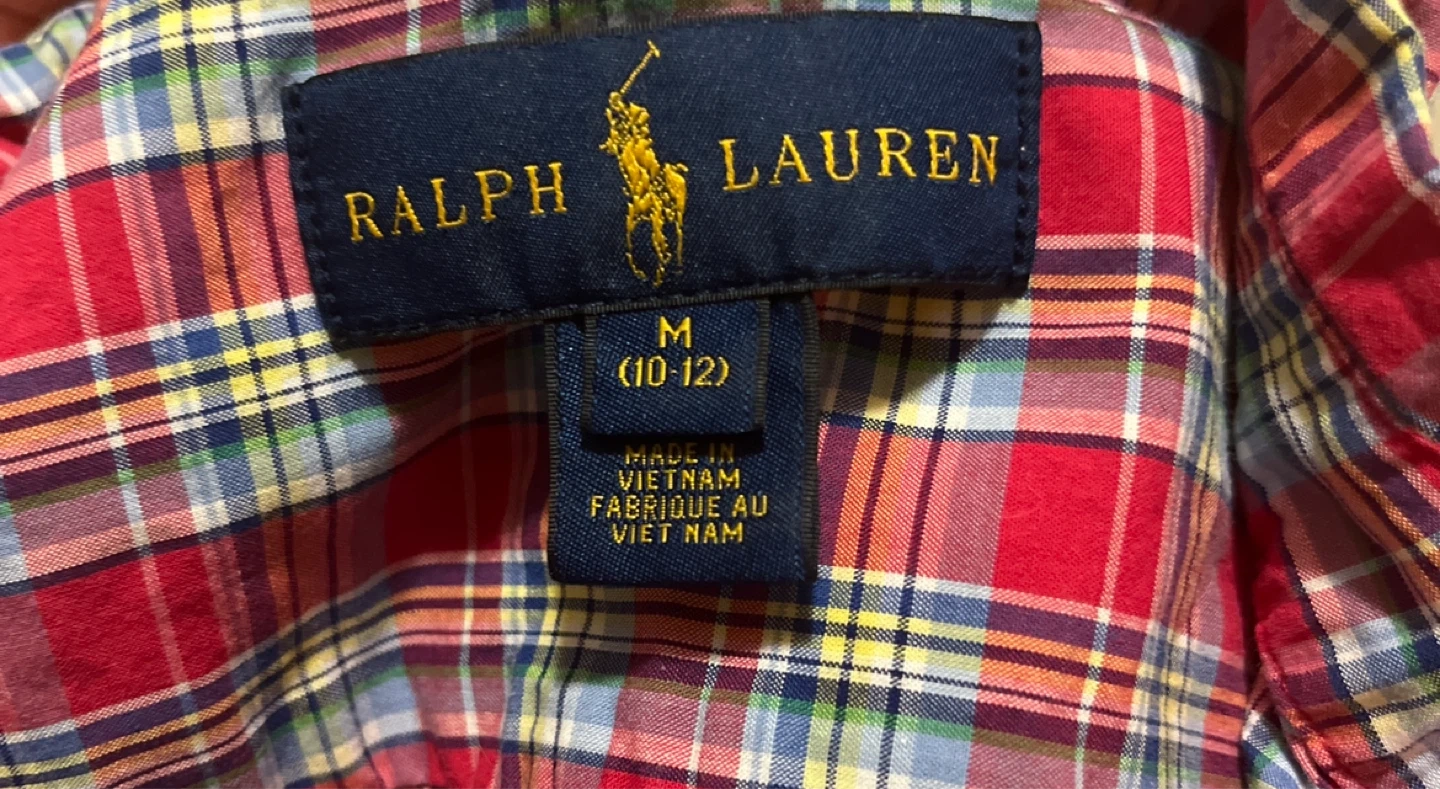 RALPH LAUREN
M
(10-12)
MADE IN
VIETNAM
FABRIQUE AU
VIET NAM